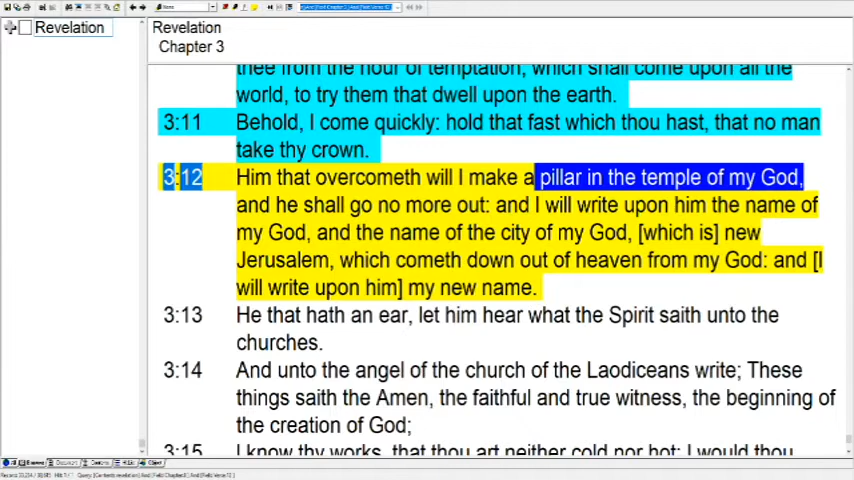 Revelation
Revelation
Chapter 3
thee from the hour of temptation, which shall come upon all the
world, to try them that dwell upon the earth.
3:11 Behold, I come quickly: hold that fast which thou hast, that no man
take thy crown.
3:12 Him that overcometh will I make a pillar in the temple of my God,
and he shall go no more out: and I will write upon him the name of
my God, and the name of the city of my God, [which is] new
Jerusalem, which cometh down out of heaven from my God: and [I
will write upon him] my new name.
3:13 He that hath an ear, let him hear what the Spirit saith unto the
churches.
3:14 And unto the angel of the church of the Laodiceans write; These
things saith the Amen, the faithful and true witness, the beginning of
the creation of God;
3:15 I know thy works, that thou art neither cold nor hot: I would thou